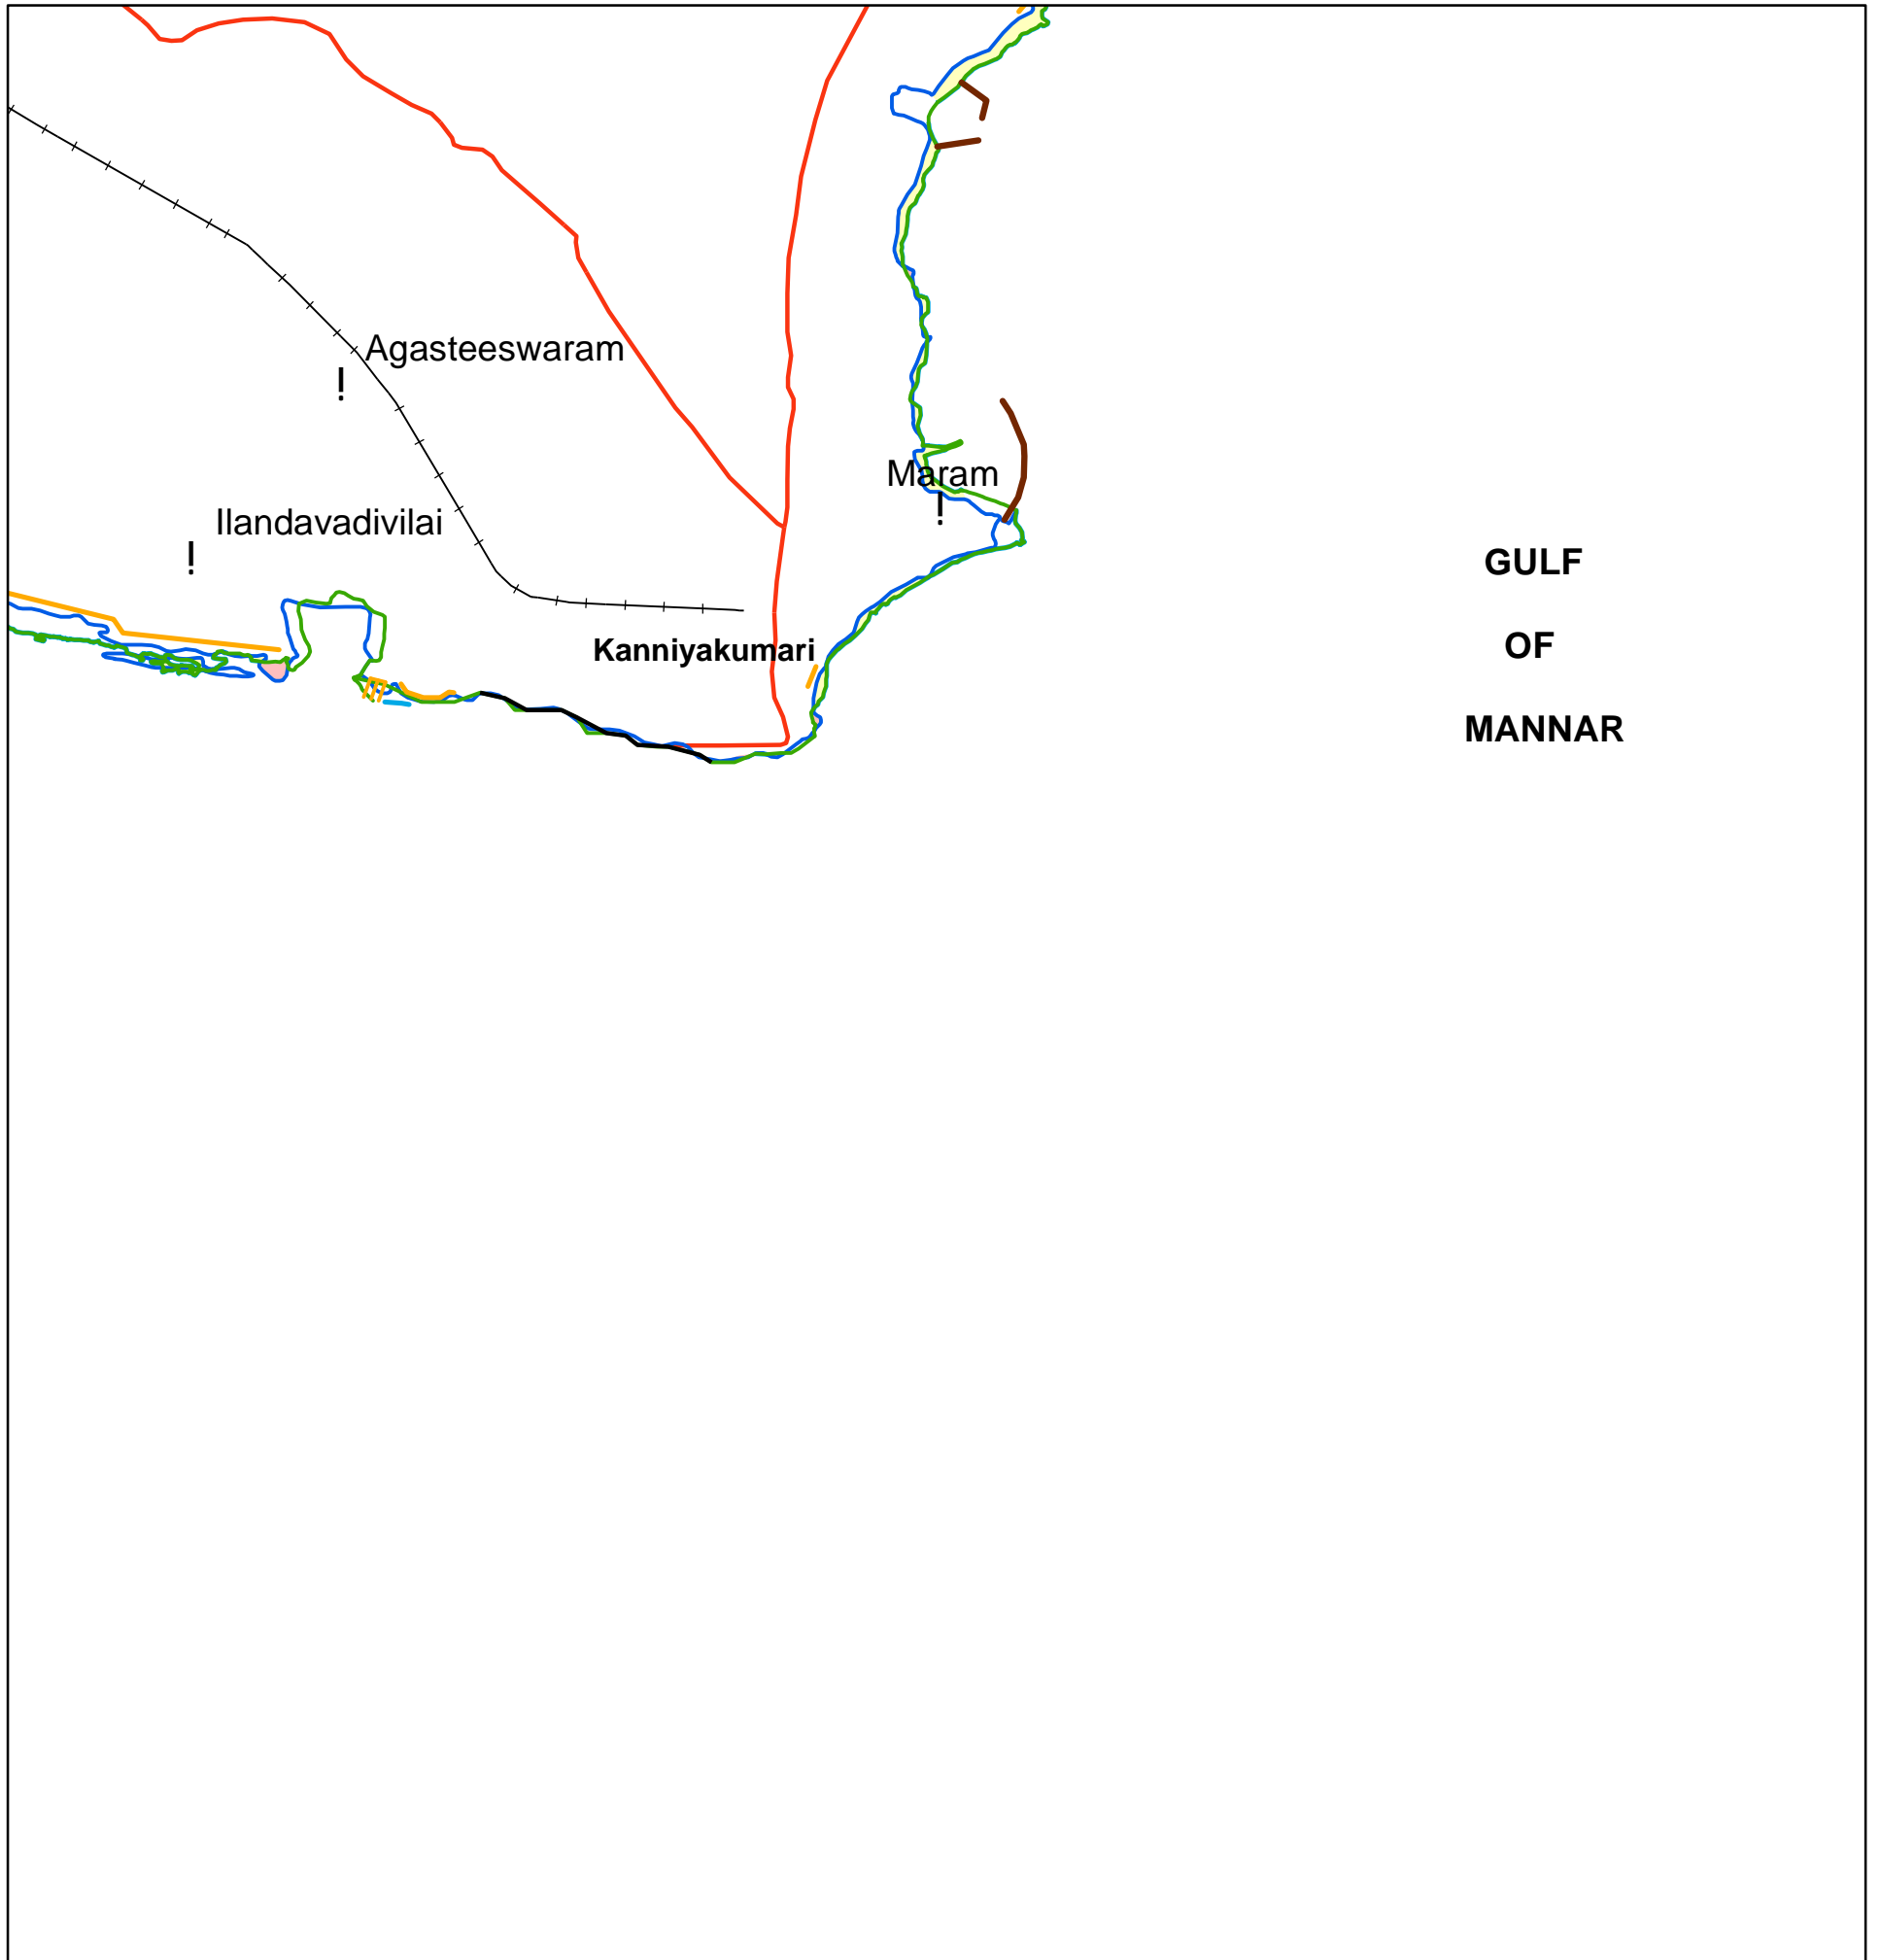 Agasteeswaram
Maram
Ilandavadivilai
GULF
OF
Kanniyakumari
MANNAR